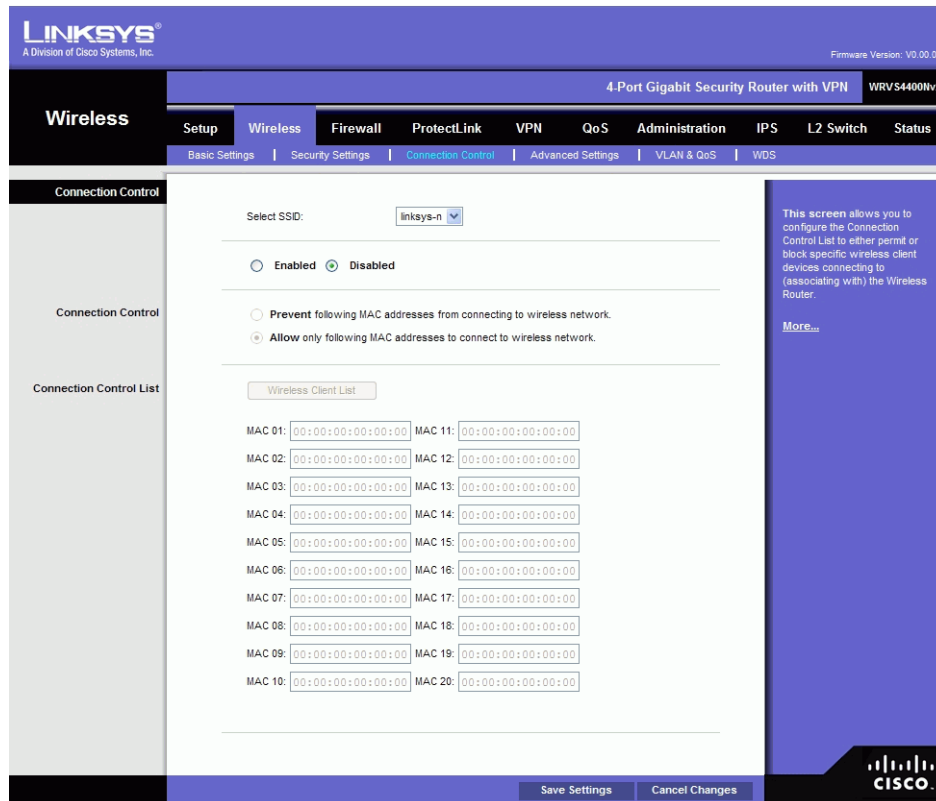 LINKSYS®
A Division of Cisco Systems, Inc.
Firmware Version: V0.00.0
4-Port Gigabit Security Router with VPN WRVS4400Nv
Wireless
Setup Wireless Firewall ProtectLink VPN QoS Administration IPS L2 Switch Status
Basic Settings | Security Settings | Connection Control | Advanced Settings | VLAN & QoS | WDS
Connection Control
Select SSID: linksys-n
Enabled Disabled
Connection Control
Prevent following MAC addresses from connecting to wireless network.
Allow only following MAC addresses to connect to wireless network.
Connection Control List
Wireless Client List
MAC 01: 00:00:00:00:00:00 MAC 11: 00:00:00:00:00:00
MAC 02: 00:00:00:00:00:00 MAC 12: 00:00:00:00:00:00
MAC 03: 00:00:00:00:00:00 MAC 13: 00:00:00:00:00:00
MAC 04: 00:00:00:00:00:00 MAC 14: 00:00:00:00:00:00
MAC 05: 00:00:00:00:00:00 MAC 15: 00:00:00:00:00:00
MAC 06: 00:00:00:00:00:00 MAC 16: 00:00:00:00:00:00
MAC 07: 00:00:00:00:00:00 MAC 17: 00:00:00:00:00:00
MAC 08: 00:00:00:00:00:00 MAC 18: 00:00:00:00:00:00
MAC 09: 00:00:00:00:00:00 MAC 19: 00:00:00:00:00:00
MAC 10: 00:00:00:00:00:00 MAC 20: 00:00:00:00:00:00
This screen allows you to
configure the Connection
Control List to either permit or
block specific wireless client
devices connecting to
(associating with) the Wireless
Router.
More...
Save Settings Cancel Changes
CISCO.